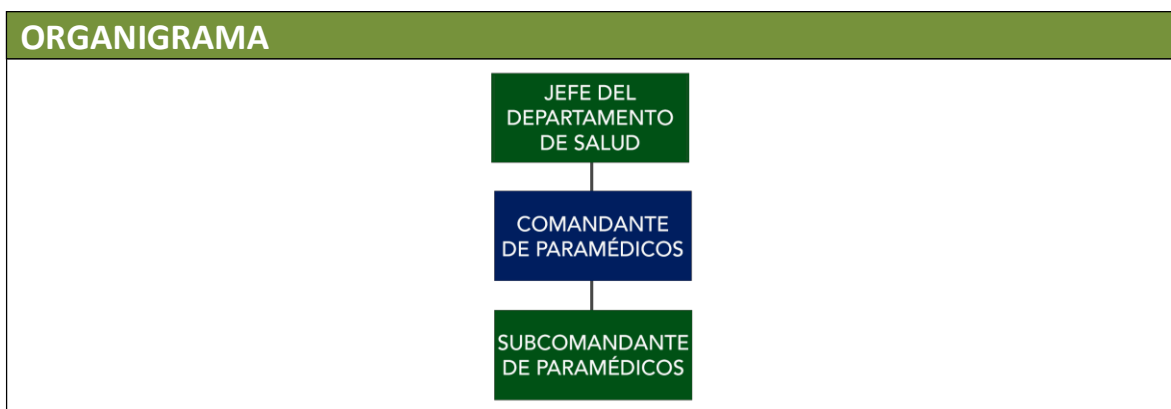 ORGANIGRAMA
JEFE DEL
DEPARTAMENTO
DE SALUD
COMANDANTE
DE PARAMÉDICOS
SUBCOMANDANTE
DE PARAMÉDICOS